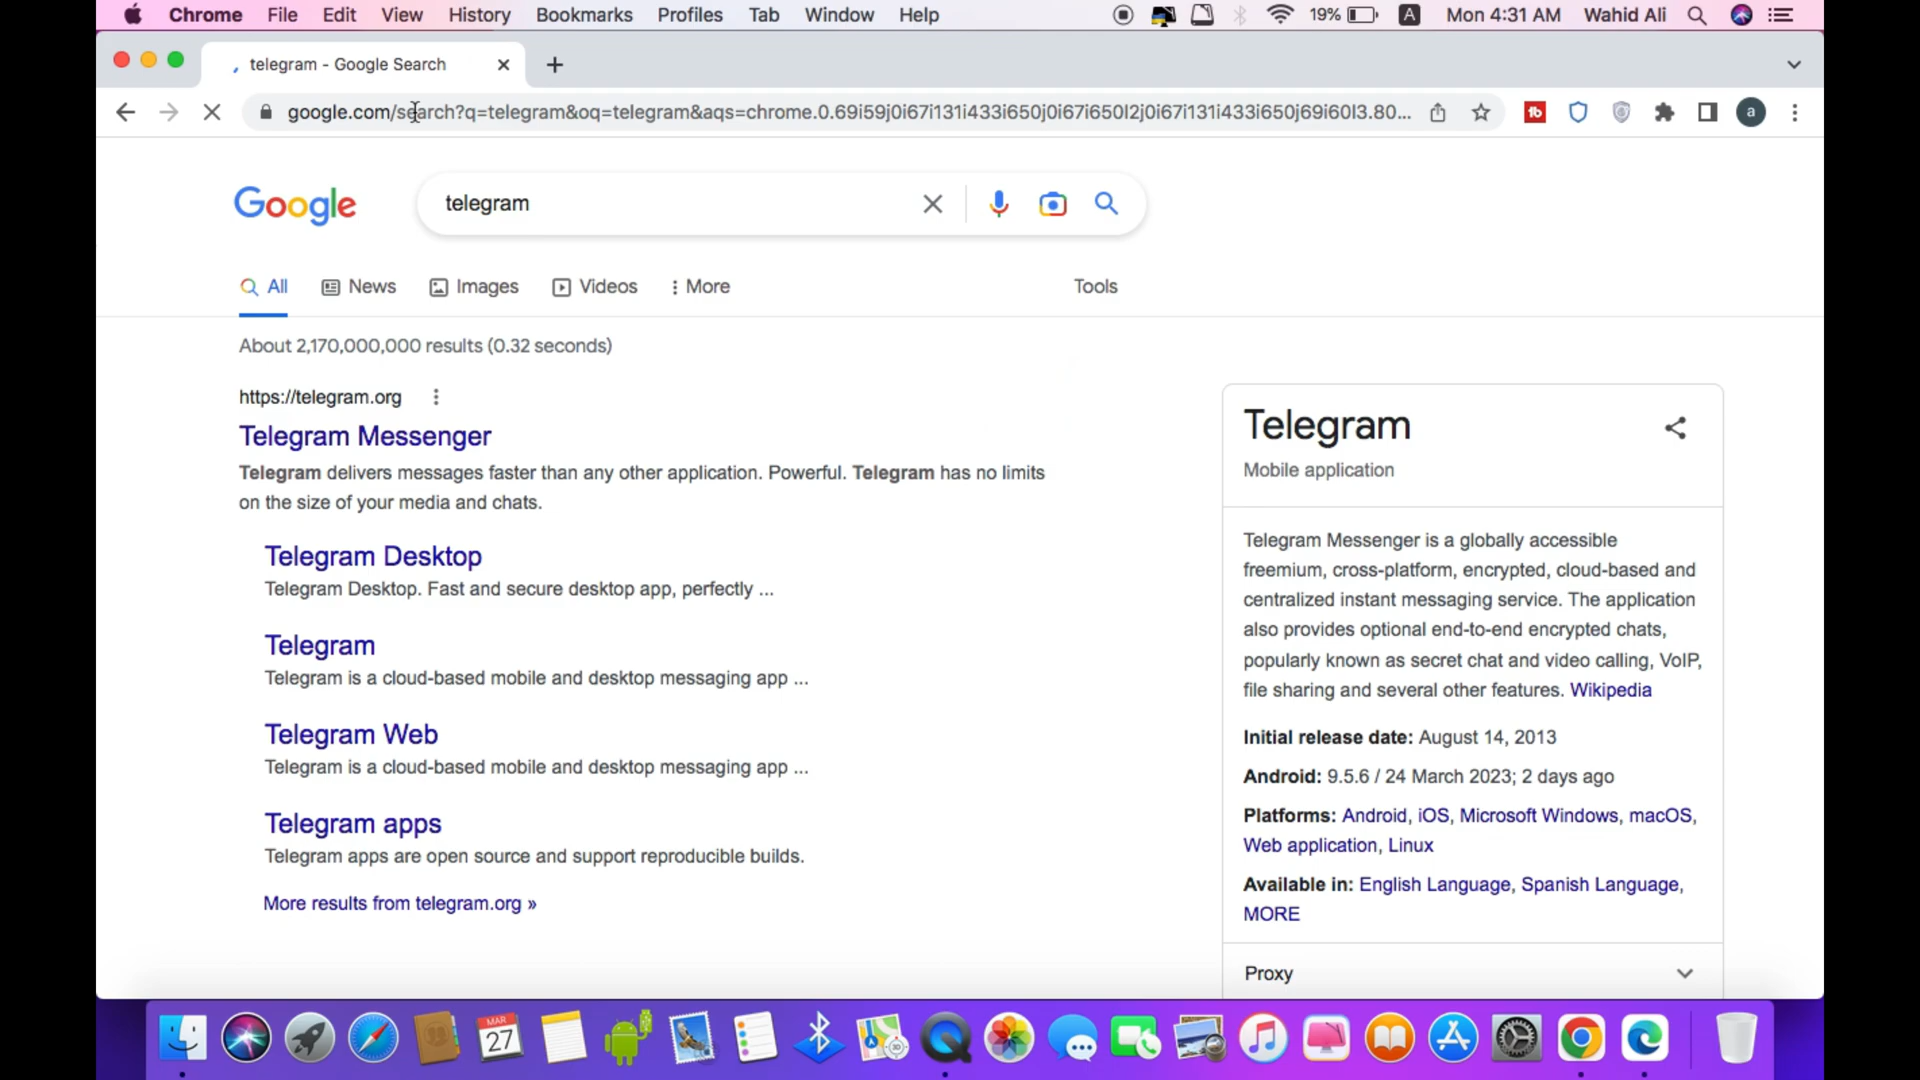 Chrome File Edit View History Bookmarks Profiles Tab Window Help 19% A Mon 4:31 AM Wahid Ali
telegram - Google Search
google.com/search?q=telegram&oq=telegram&aqs=chrome.0.69i59j0i67i131i433i650j0i67i650l2j0i67i131i433i650j69i60l3.80...
1b
a
Google
telegram
All News Images Videos More Tools
About 2,170,000,000 results (0.32 seconds)
https://telegram.org
Telegram Messenger
Telegram delivers messages faster than any other application. Powerful. Telegram has no limits
on the size of your media and chats.
Telegram Desktop
Telegram Desktop. Fast and secure desktop app, perfectly ...
Telegram
Telegram is a cloud-based mobile and desktop messaging app ...
Telegram Web
Telegram is a cloud-based mobile and desktop messaging app ...
Telegram apps
Telegram apps are open source and support reproducible builds.
More results from telegram.org »
Telegram
Mobile application
Telegram Messenger is a globally accessible
freemium, cross-platform, encrypted, cloud-based and
centralized instant messaging service. The application
also provides optional end-to-end encrypted chats,
popularly known as secret chat and video calling, VoIP,
file sharing and several other features. Wikipedia
Initial release date: August 14, 2013
Android: 9.5.6 / 24 March 2023; 2 days ago
Platforms: Android, iOS, Microsoft Windows, macOS,
Web application, Linux
Available in: English Language, Spanish Language,
MORE
Proxy
MAR
27